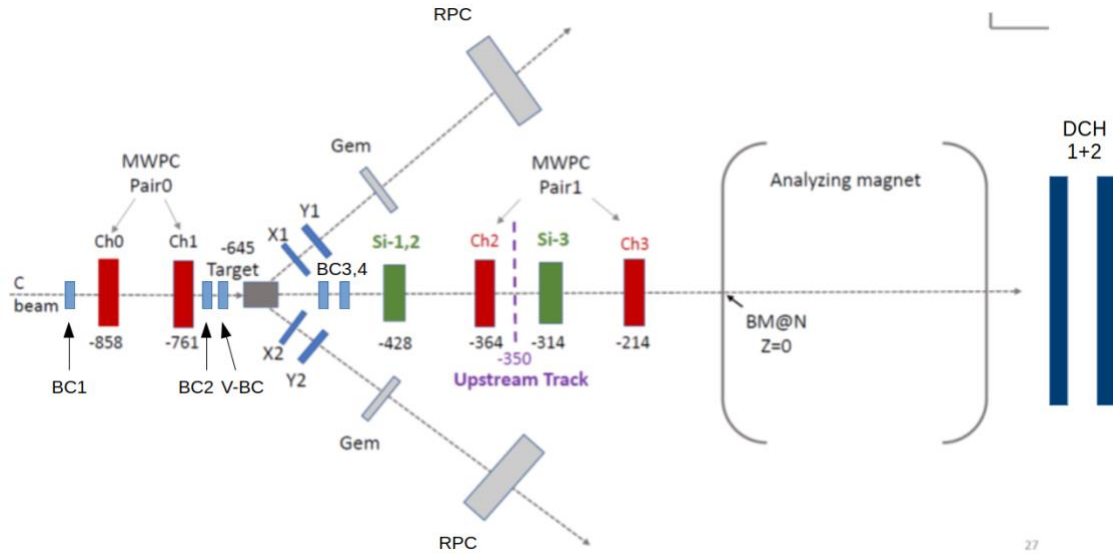 RPC
DCH
1+2
Gem
MWPC
Pair0
MWPC
Pair1
Analyzing magnet
Y1
X1
Ch0
Ch1
-645
Target
Si-1,2
Ch2
Si-3
Ch3
BC3,4
C
beam
BM@N
Z=0
-858
-761
-428
-364
-314
-214
-350
X2
Y2
Upstream Track
BC1
BC2
V-BC
Gem
RPC
27